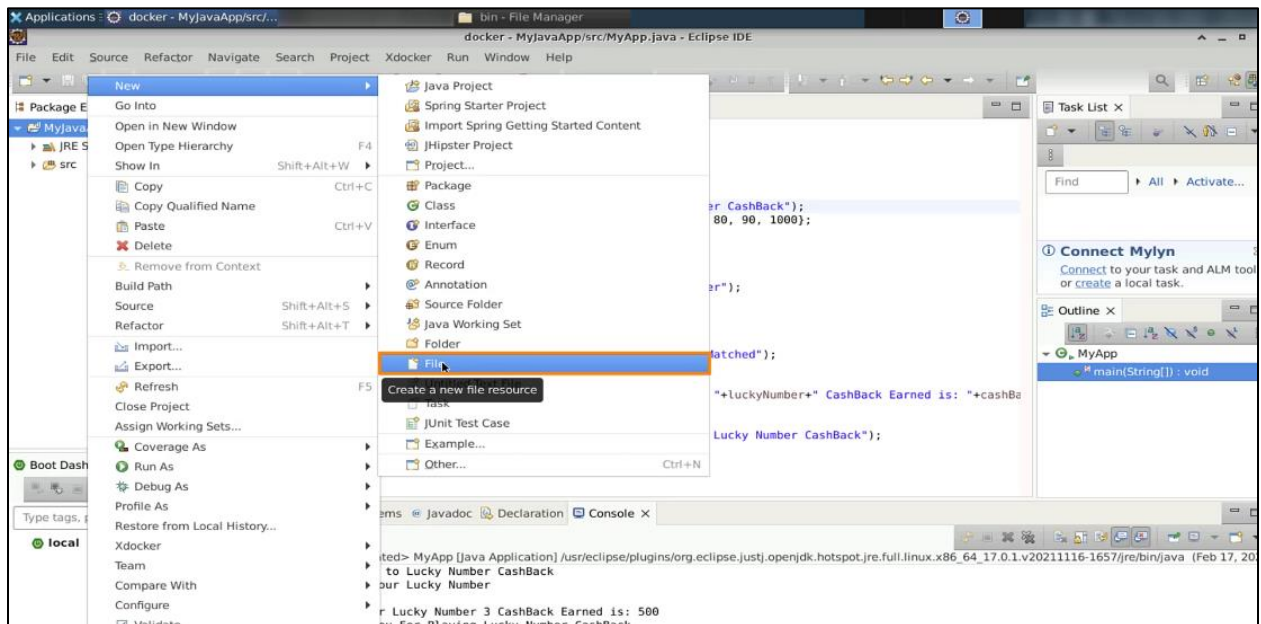 Applications
docker - MyJavaApp/src/...
bin - File Manager
docker - MyJavaApp/src/MyApp.java - Eclipse IDE
File Edit Source Refactor Navigate Search Project Xdocker Run Window Help
Package E
MyJava
JRE S
src
New
Go Into
Open in New Window
Open Type Hierarchy F4
Show In Shift+Alt+W
Copy Ctrl+C
Copy Qualified Name
Paste Ctrl+V
Delete
Remove from Context
Build Path
Source Shift+Alt+S
Refactor Shift+Alt+T
Import...
Export...
Refresh F5
Close Project
Assign Working Sets...
Coverage As
Run As
Debug As
Profile As
Restore from Local History...
Xdocker
Team
Compare With
Configure
Validate
Java Project
Spring Starter Project
Import Spring Getting Started Content
JHipster Project
Project...
Package
Class
Interface
Enum
Record
Annotation
Source Folder
Java Working Set
Folder
File
Create a new file resource
Task
JUnit Test Case
Example...
Other... Ctrl+N
er CashBack");
80, 90, 1000};
er");
atched");
"+luckyNumber+" CashBack Earned is: "+cashBa
Lucky Number CashBack");
Task List
Find All Activate...
Connect Mylyn
Connect to your task and ALM tool
or create a local task.
Outline
MyApp
main(String[]) : void
Boot Dash
Type tags,
local
ems Javadoc Declaration Console
ted> MyApp [Java Application] /usr/eclipse/plugins/org.eclipse.justj.openjdk.hotspot.jre.full.linux.x86_64_17.0.1.v20211116-1657/jre/bin/java (Feb 17, 20
to Lucky Number CashBack
our Lucky Number
r Lucky Number 3 CashBack Earned is: 500
For Playing Lucky Number CashBack